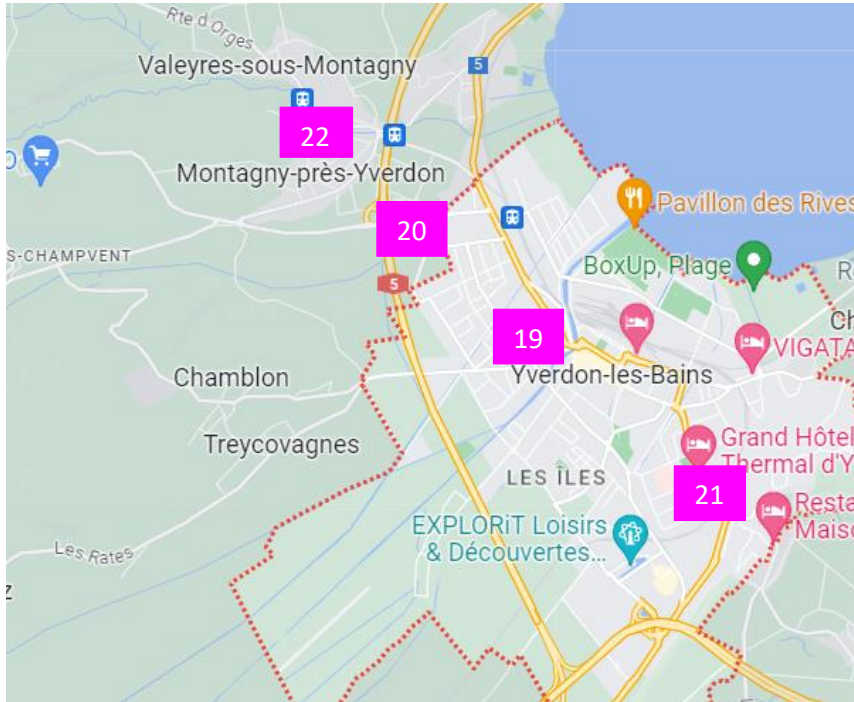 Rte d'Orges
Valeyres-sous-Montagny
5
22
Montagny-près-Yverdon
Pavillon des Rives
20
S-CHAMPVENT
BoxUp, Plage
R
5
19
Ch
VIGATA
Yverdon-les-Bains
Chamblon
Grand Hôtel
Thermal d'Y
Treycovagnes
LES ÎLES
21
Resta
Maiso
EXPLORiT Loisirs
& Découvertes...
Les Rates
z